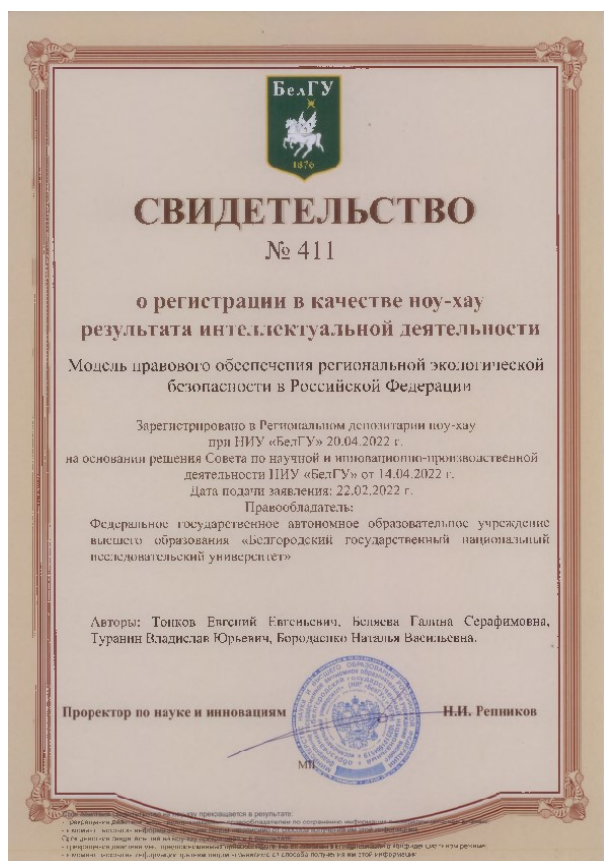 БелГУ
1876
СВИДЕТЕЛЬСТВО
№ 411
о регистрации в качестве ноу-хау
результата интеллектуальной деятельности
Модель правового обеспечения региональной экологической
безопасности в Российской Федерации
Зарегистрировано в Региональном депозитарии ноу-хау
при НИУ «БелГУ» 20.04.2022 г.
на основании решения Совета по научной и инновационно-производственной
деятельности НИУ «БелГУ» от 14.04.2022 г.
Дата подачи заявления: 22.02.2022 г.
Правообладатель:
Федеральное государственное автономное образовательное учреждение
высшего образования «Белгородский государственный национальный
исследовательский университет»
Авторы: Тонков Евгений Евгеньевич, Беляева Галина Серафимовна,
Туранин Владислав Юрьевич, Бородаенко Наталья Васильевна.
Проректор по науке и инновациям
Н.И. Репников
МП